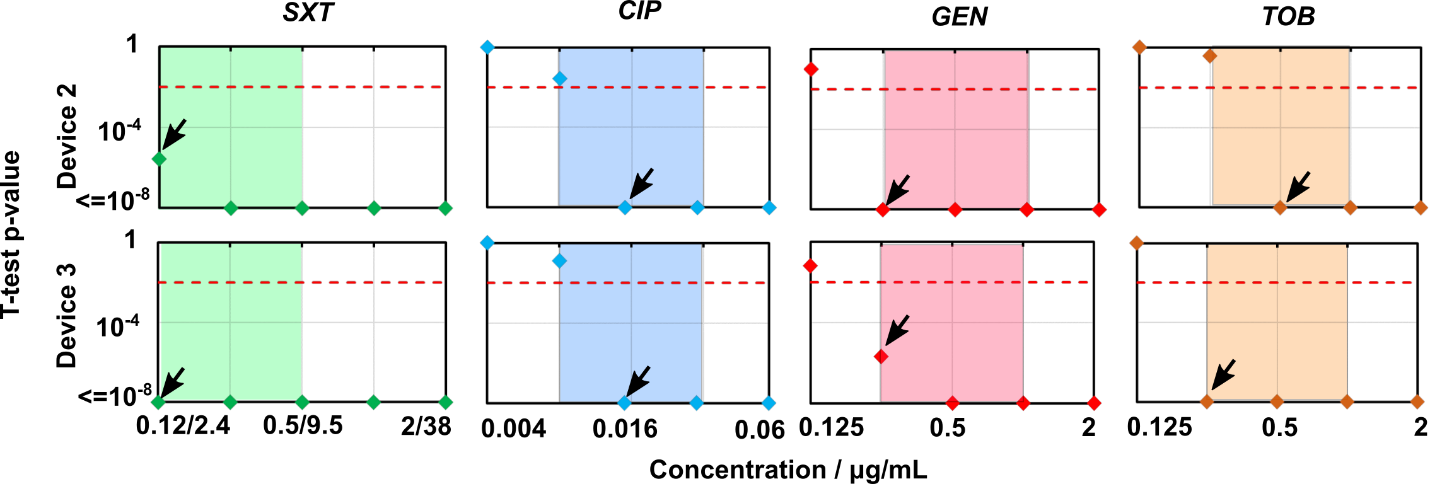 SXT CIP GEN TOB
T-test p-value
Device 2
1
10⁻⁴
<=10⁻⁸
Device 3
1
10⁻⁴
<=10⁻⁸
0.12/2.4 0.5/9.5 2/38 0.004 0.016 0.06 0.125 0.5 2 0.125 0.5 2
Concentration / µg/mL